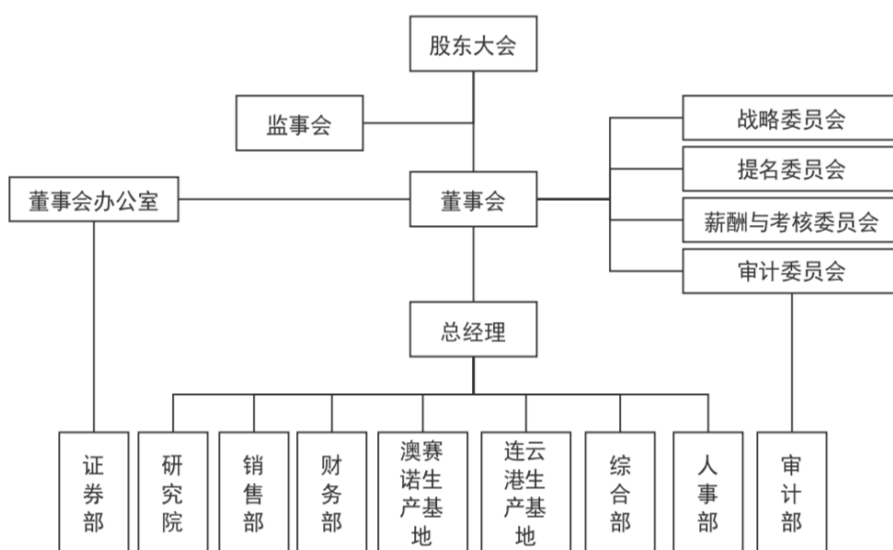 股东大会
监事会
战略委员会
提名委员会
董事会办公室
董事会
薪酬与考核委员会
审计委员会
总经理
证券部
研究院
销售部
财务部
澳赛诺生产基地
连云港生产基地
综合部
人事部
审计部